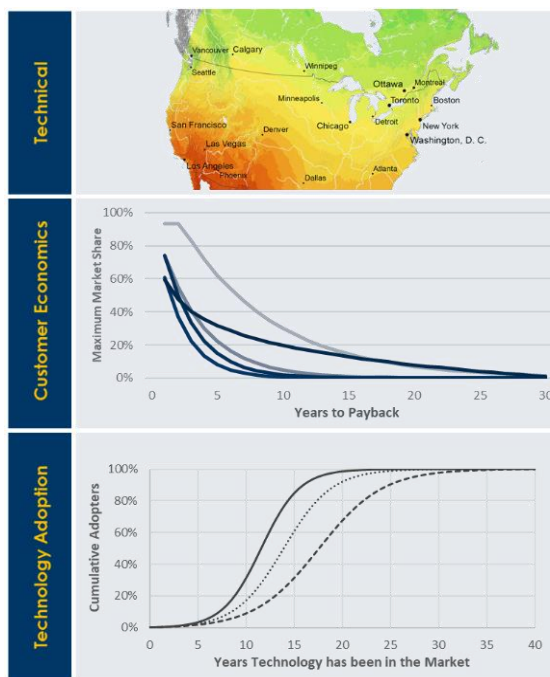 Technical
Vancouver
Calgary
Seattle
Winnipeg
Ottawa
Montreal
Minneapolis
Toronto
Boston
Chicago
Detroit
New York
San Francisco
Denver
Washington, D. C.
Las Vegas
Los Angeles
Phoenix
Dallas
Atlanta
Customer Economics
Maximum Market Share
100%
80%
60%
40%
20%
0%
0 5 10 15 20 25 30
Years to Payback
Technology Adoption
Cumulative Adopters
100%
80%
60%
40%
20%
0%
0 5 10 15 20 25 30 35 40
Years Technology has been in the Market